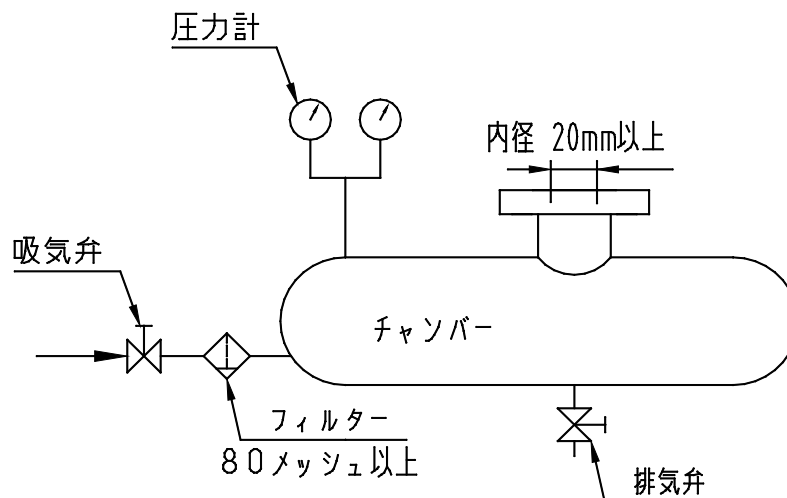 圧力計
内径 20mm以上
吸気弁
チャンバー
フィルター
80メッシュ以上
排気弁